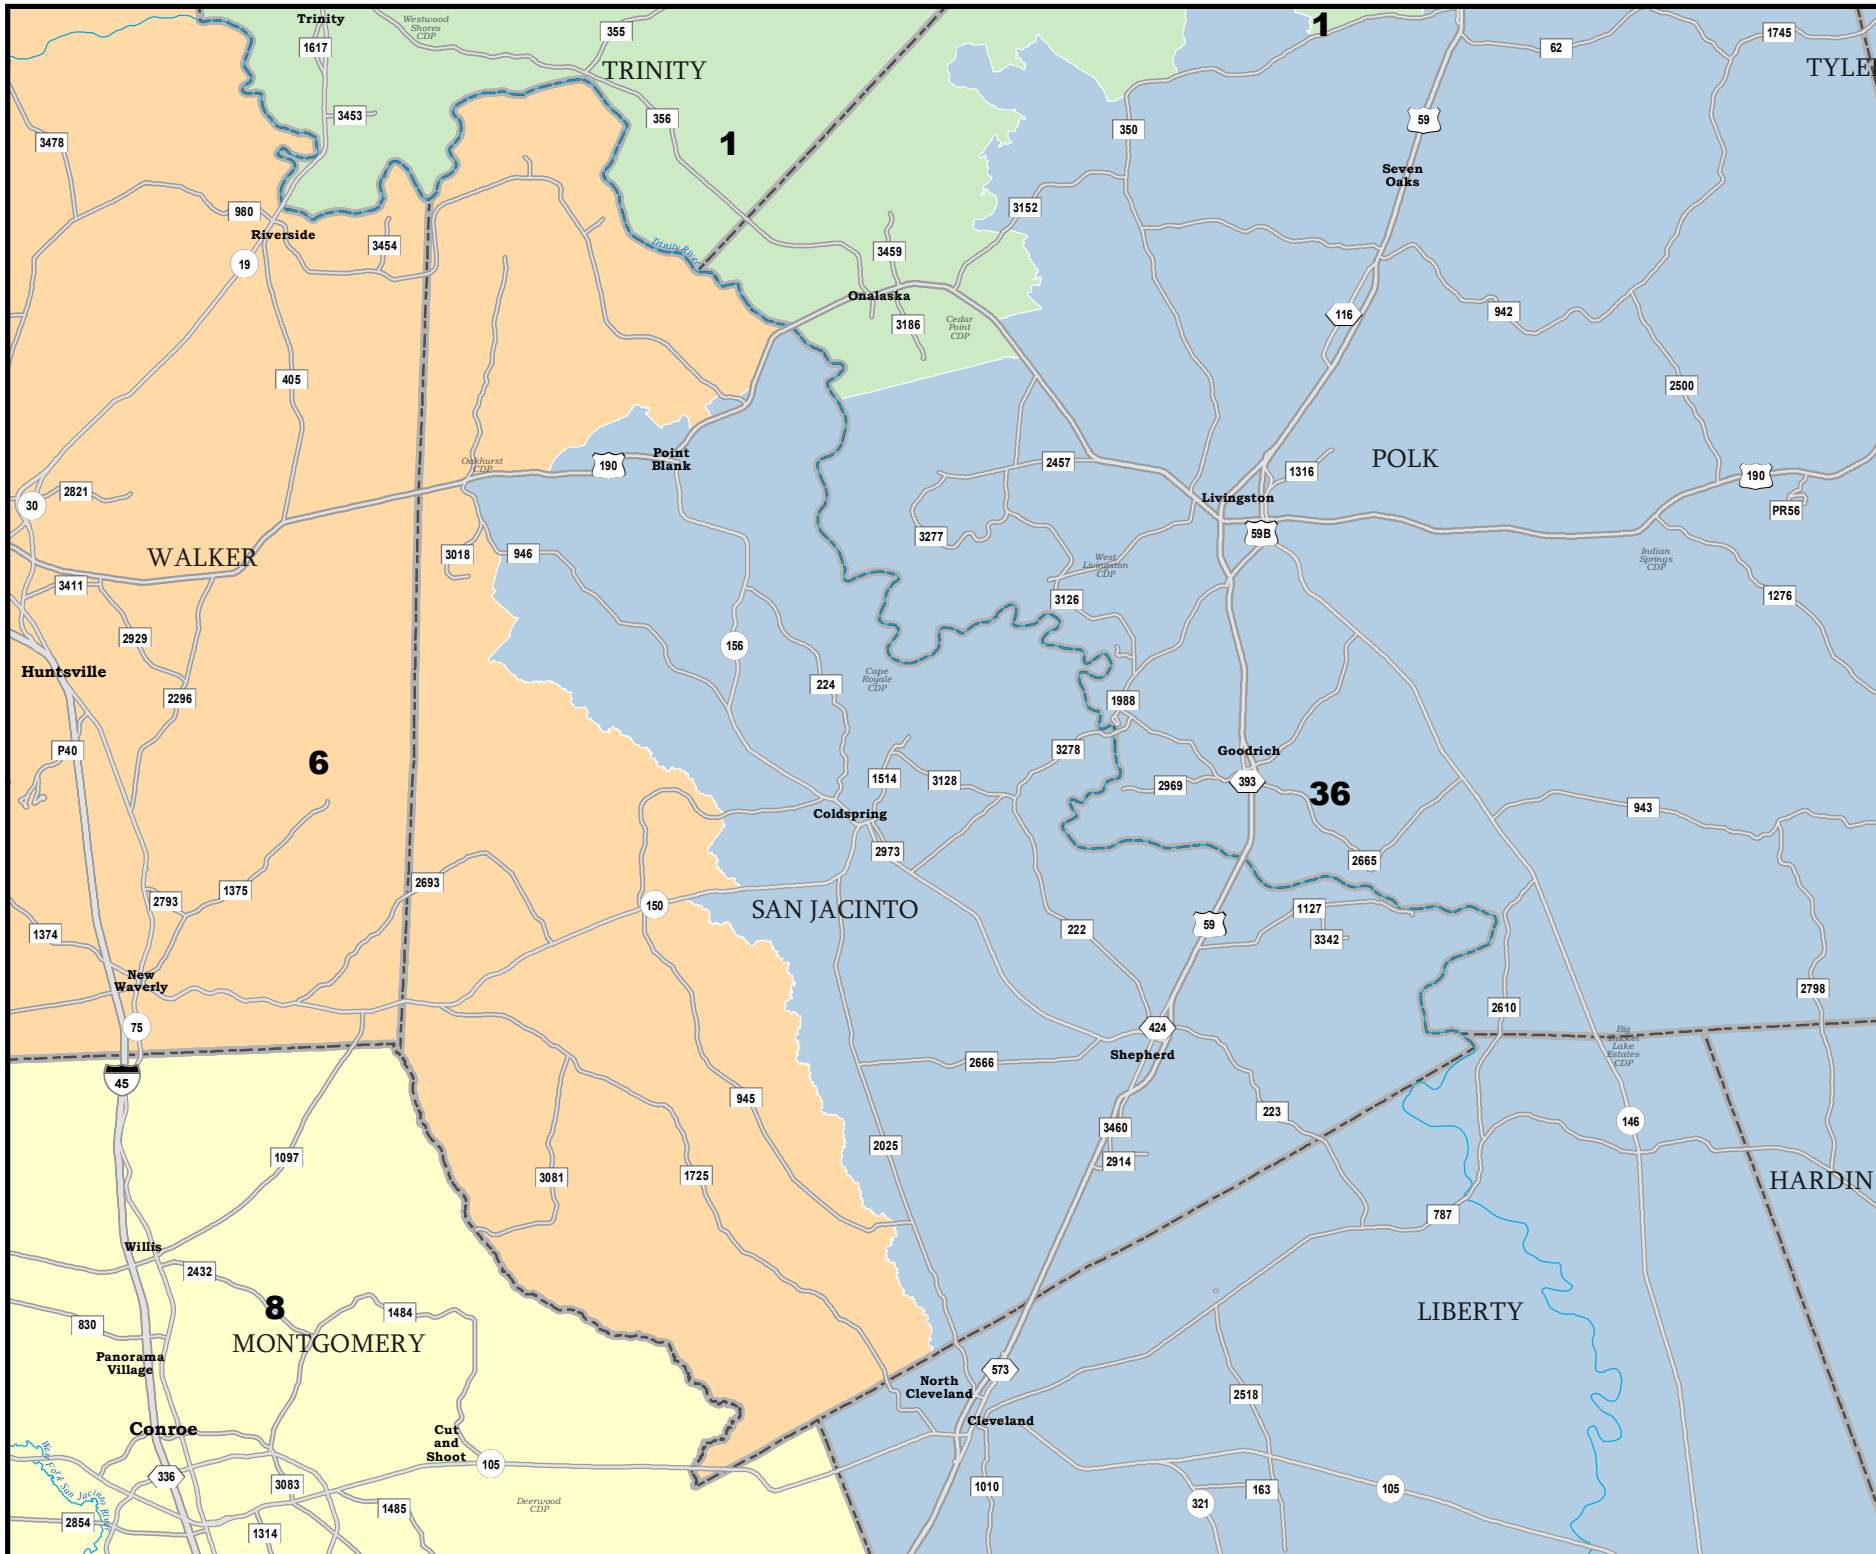 Trinity
Westwood
Shores
CDP
355
1
62
1745
1617
TRINITY
TYLE
3453
356
1
350
59
3478
Seven
Oaks
980
Riverside
3454
3152
19
Trinity River
3459
Onalaska
3186
Cedar
Point
CDP
116
942
405
2500
Oakhurst
CDP
190
Point
Blank
2457
1316
POLK
190
2821
30
Livingston
PR56
59B
3277
WALKER
3018
946
West
Livingston
CDP
Indian
Springs
CDP
3411
3126
1276
2929
156
Huntsville
2296
224
Cape
Royale
CDP
1988
P40
6
3278
Goodrich
1514
3128
2969
393
36
943
Coldspring
2973
2665
2693
1375
2793
150
SAN JACINTO
1127
59
222
3342
1374
New
Waverly
2798
2610
75
424
Shepherd
Big
Thicket
Lake
Estates
CDP
2666
45
945
223
146
3460
2025
1097
2914
3081
1725
HARDIN
787
Willis
2432
8
1484
LIBERTY
830
MONTGOMERY
Panorama
Village
573
North
Cleveland
2518
Cleveland
Conroe
Cut
and
Shoot
105
West Fork San Jacinto River
336
3083
1010
163
105
321
Deerwood
CDP
1485
2854
1314